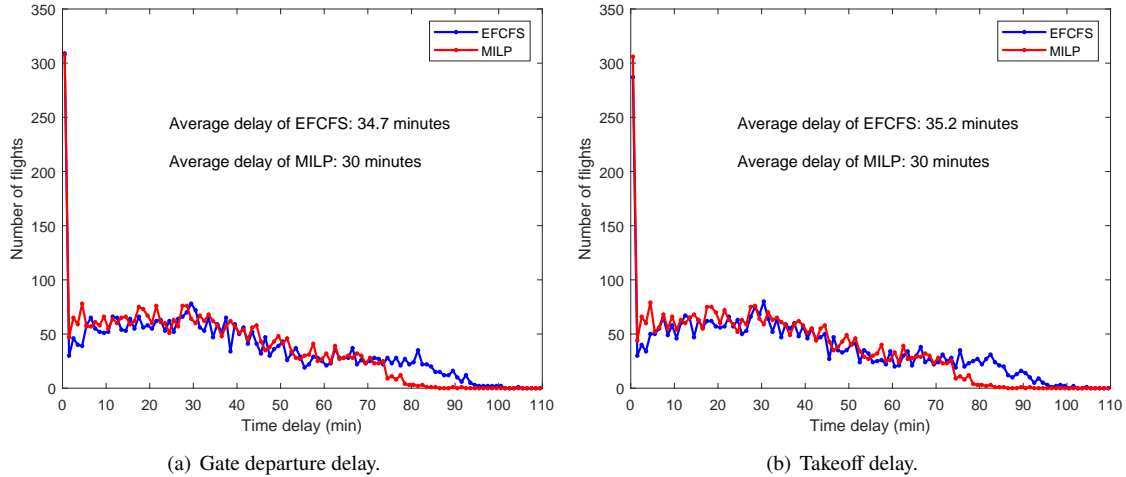 350
300
250
200
150
100
50
0
Number of flights
EFCFS
MILP
Average delay of EFCFS: 34.7 minutes
Average delay of MILP: 30 minutes
0 10 20 30 40 50 60 70 80 90 100 110
Time delay (min)
(a) Gate departure delay.
350
300
250
200
150
100
50
0
Number of flights
EFCFS
MILP
Average delay of EFCFS: 35.2 minutes
Average delay of MILP: 30 minutes
0 10 20 30 40 50 60 70 80 90 100 110
Time delay (min)
(b) Takeoff delay.